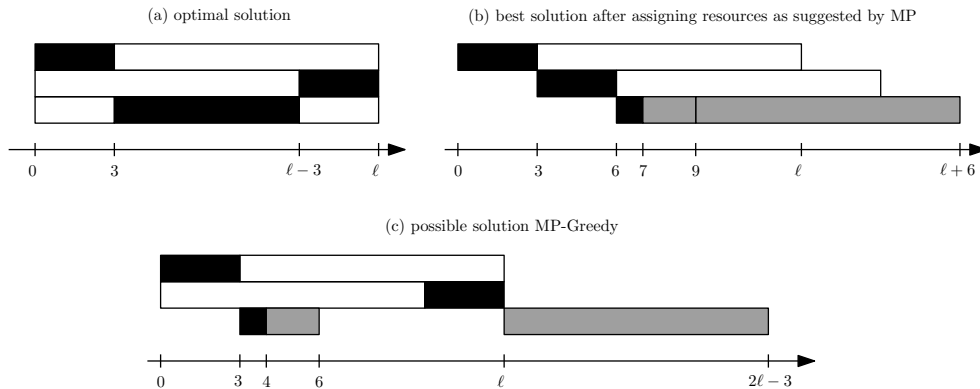 (a) optimal solution
0 3 ℓ − 3 ℓ
(b) best solution after assigning resources as suggested by MP
0 3 6 7 9 ℓ ℓ + 6
(c) possible solution MP-Greedy
0 3 4 6 ℓ 2ℓ − 3